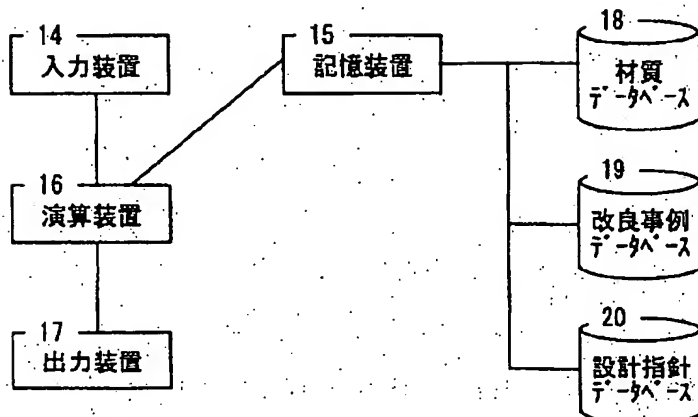 14
入力装置
15
記憶装置
18
材質
データベース
16
演算装置
19
改良事例
データベース
17
出力装置
20
設計指針
データベース